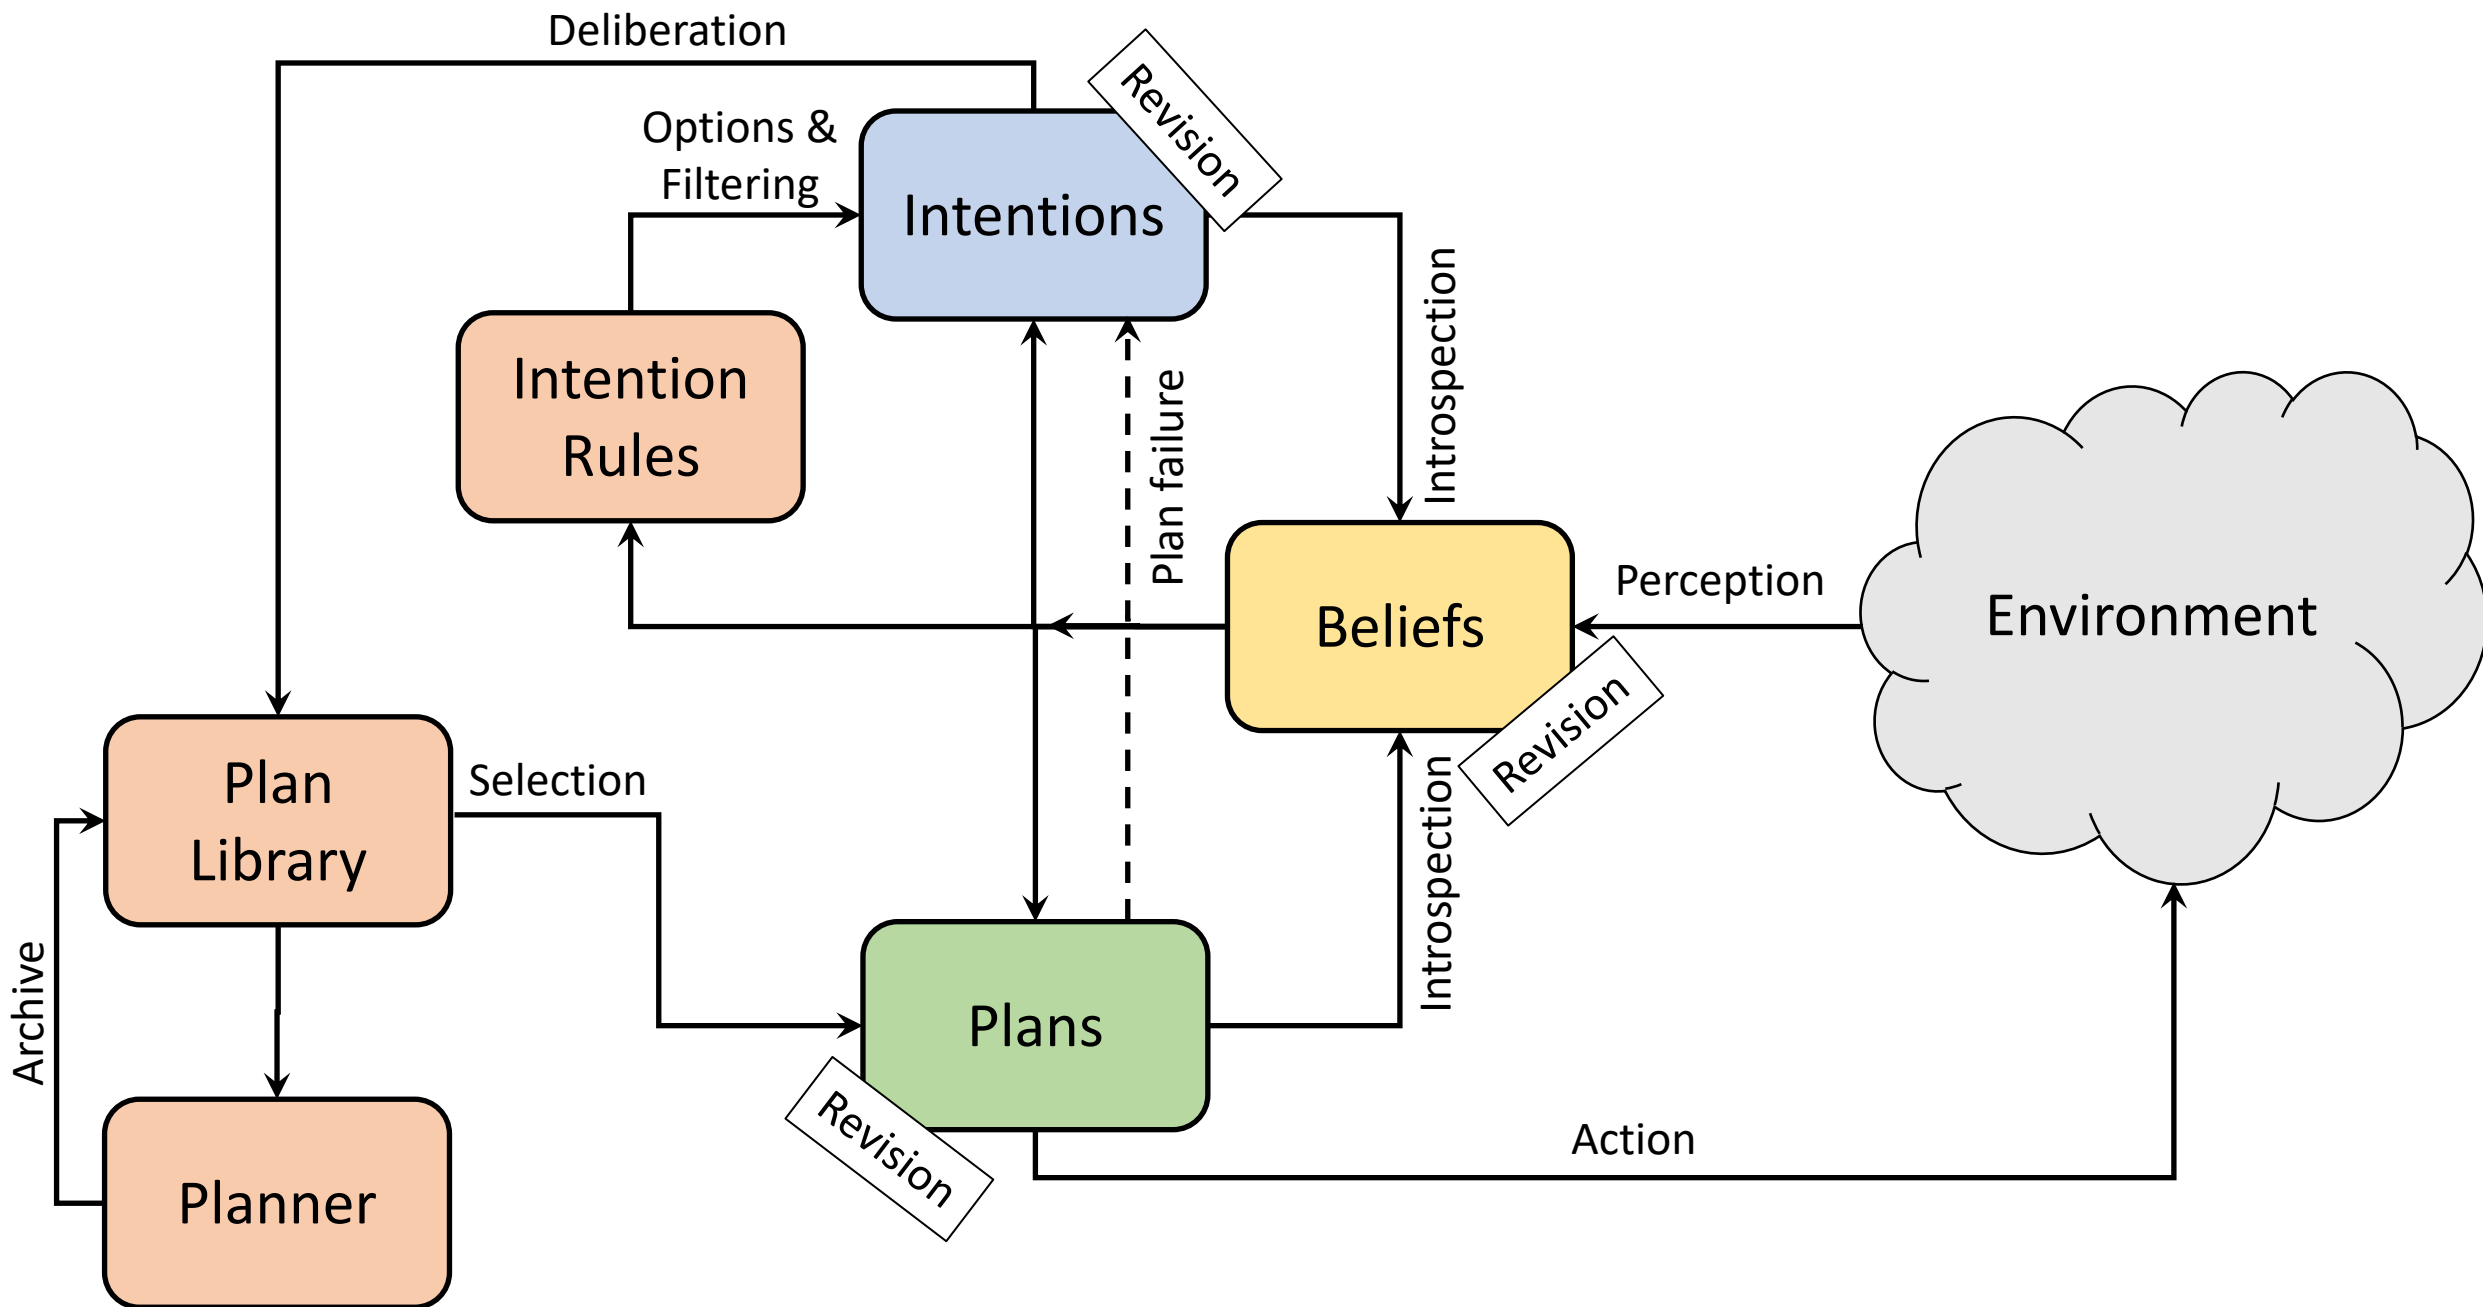 Deliberation
Revision
Options &
Filtering
Intentions
Introspection
Intention
Rules
Plan failure
Beliefs
Perception
Environment
Revision
Plan
Library
Selection
Introspection
Archive
Plans
Revision
Action
Planner